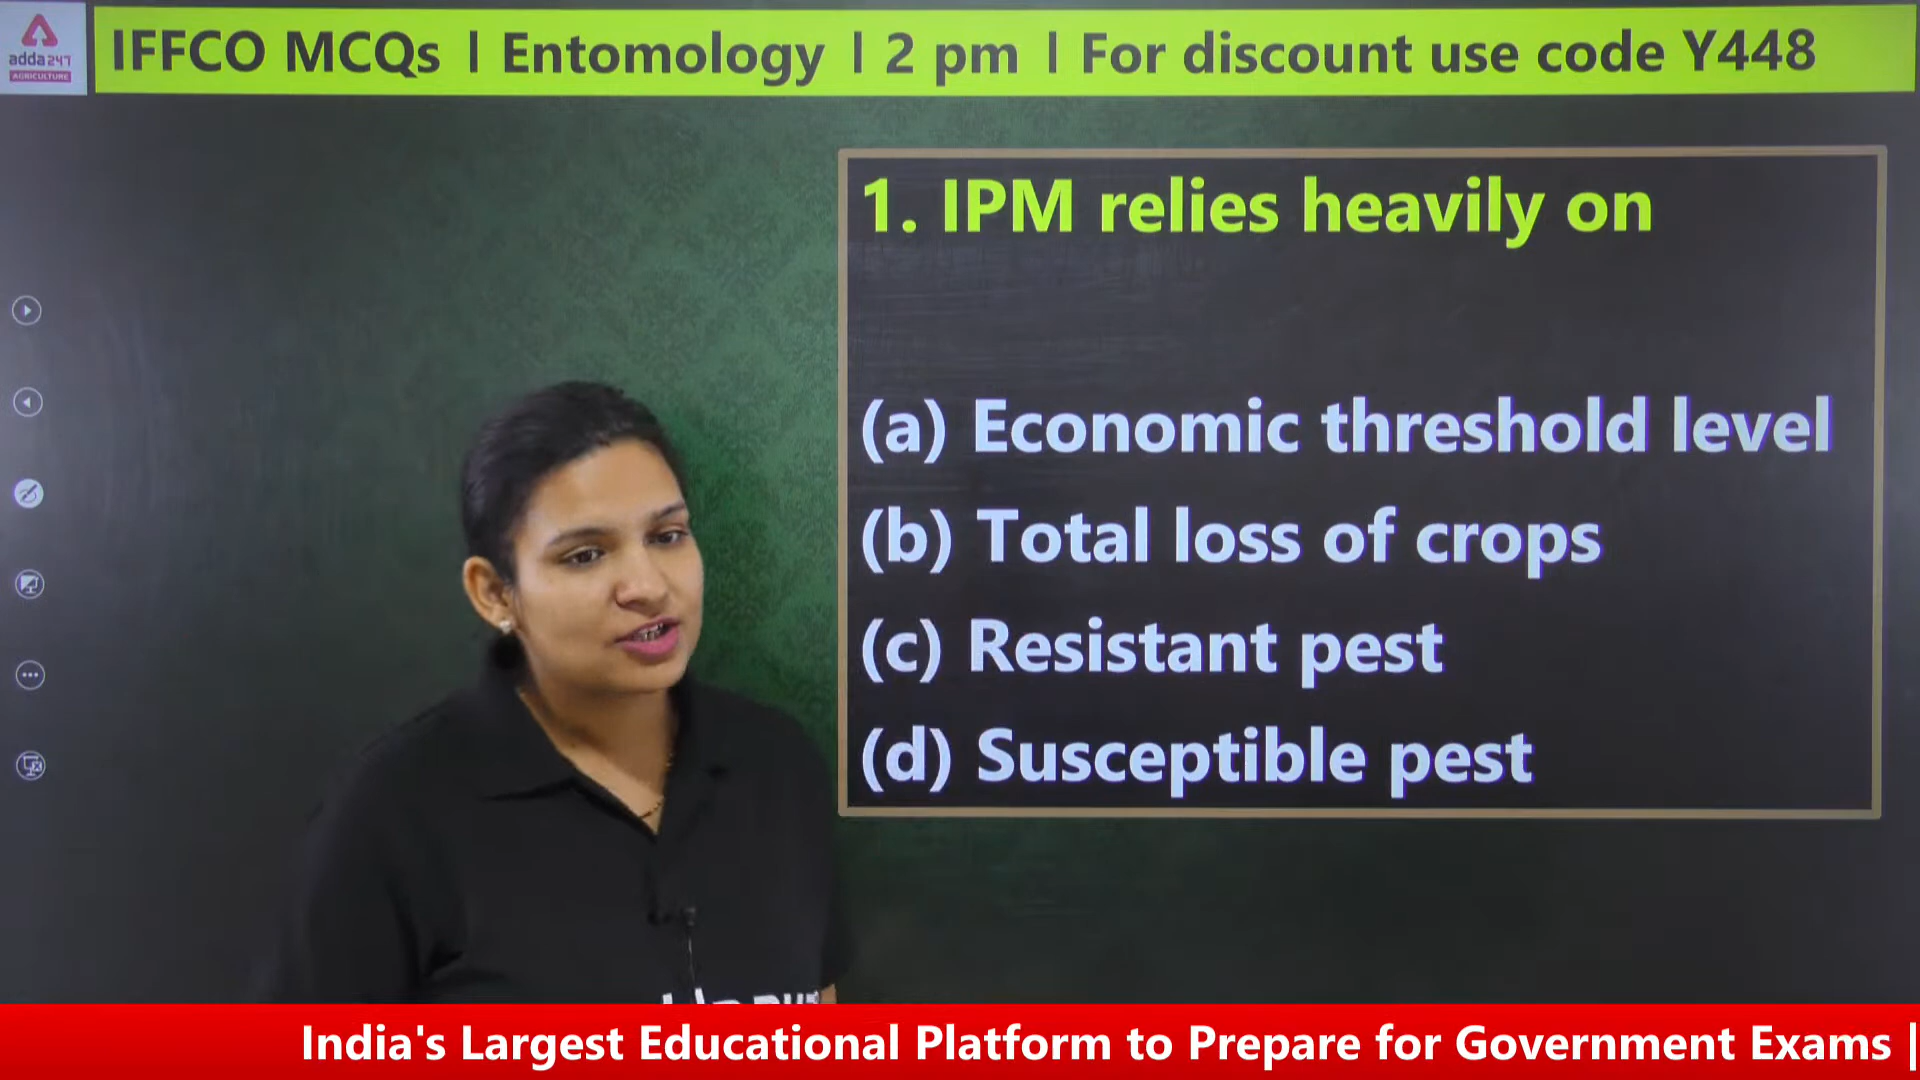 adda247
AGRICULTURE
IFFCO MCQs I Entomology I 2 pm I For discount use code Y448
1. IPM relies heavily on
(a) Economic threshold level
(b) Total loss of crops
(c) Resistant pest
(d) Susceptible pest
India's Largest Educational Platform to Prepare for Government Exams |